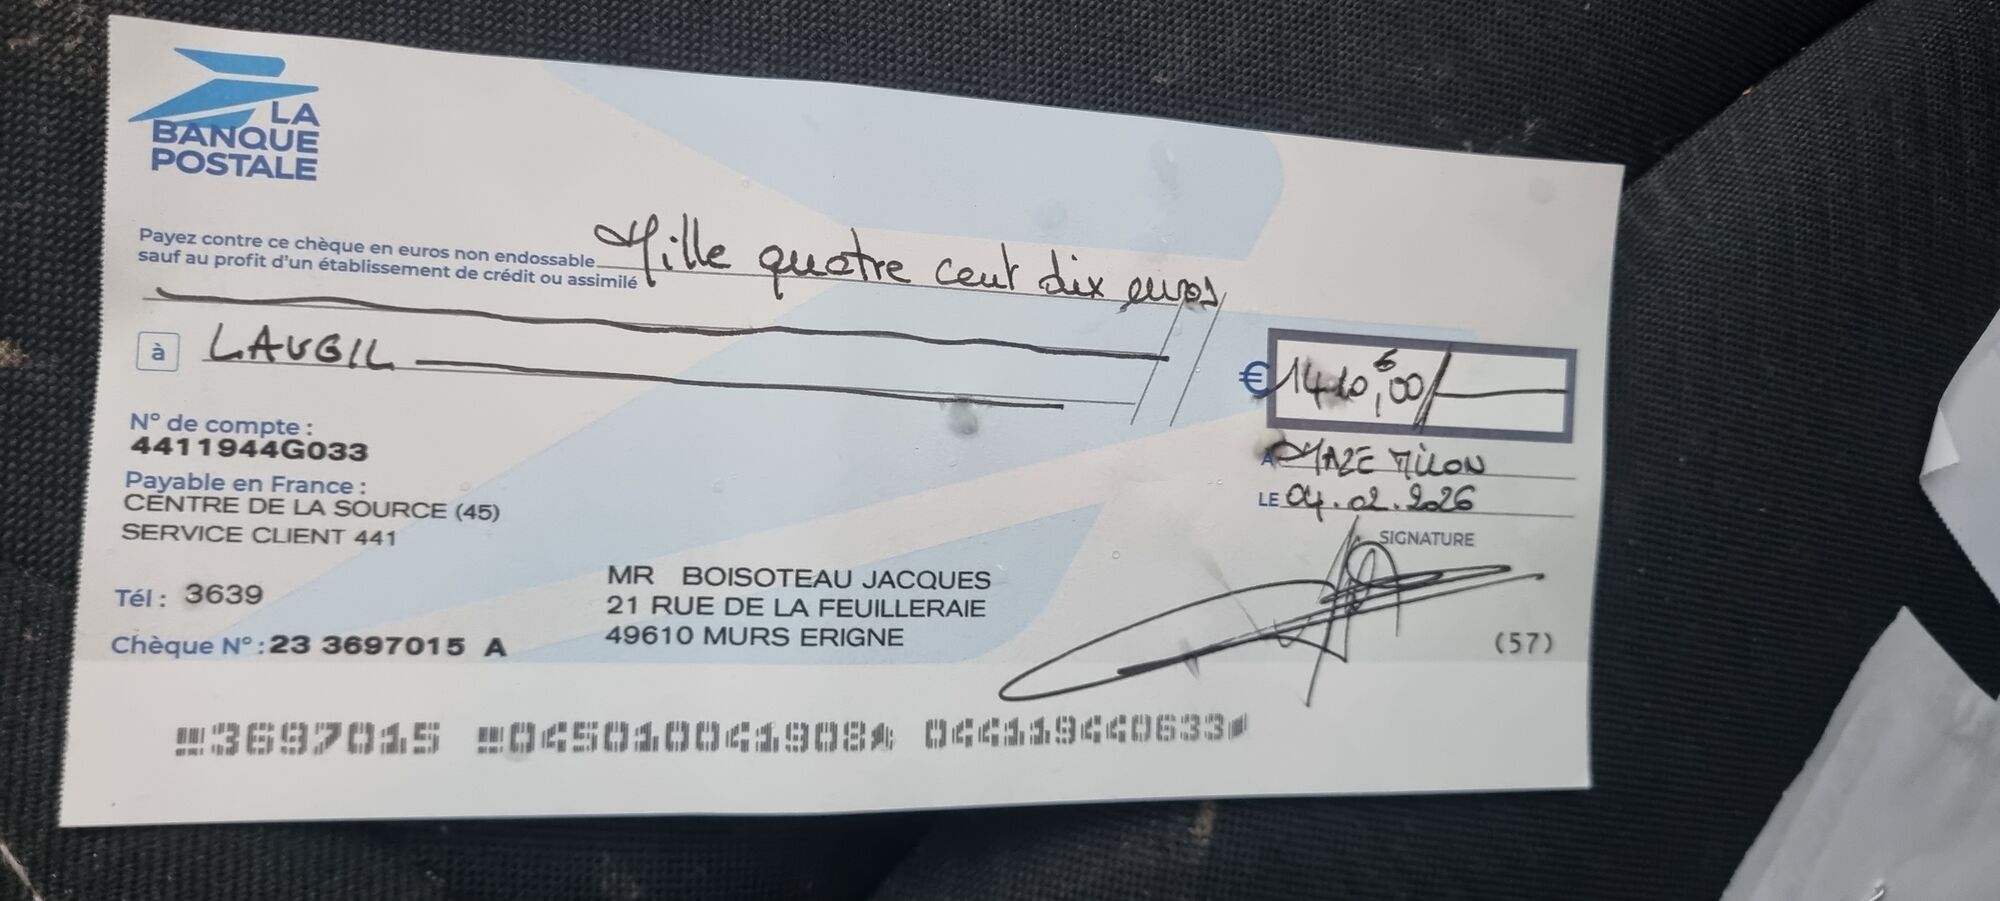 LA
BANQUE
POSTALE
Payez contre ce chèque en euros non endossable
sauf au profit d'un établissement de crédit ou assimilé
Mille quatre cent dix euros
à LAUGIL
€ 1410,00 €
N° de compte :
4411944G033
A MAZE MILON
Payable en France :
CENTRE DE LA SOURCE (45)
SERVICE CLIENT 441
LE 04.02.2026
SIGNATURE
Tél : 3639
MR BOISOTEAU JACQUES
21 RUE DE LA FEUILLERAIE
49610 MURS ERIGNE
Chèque N° : 23 3697015 A
(57)
3697015 045010041908 044119440633